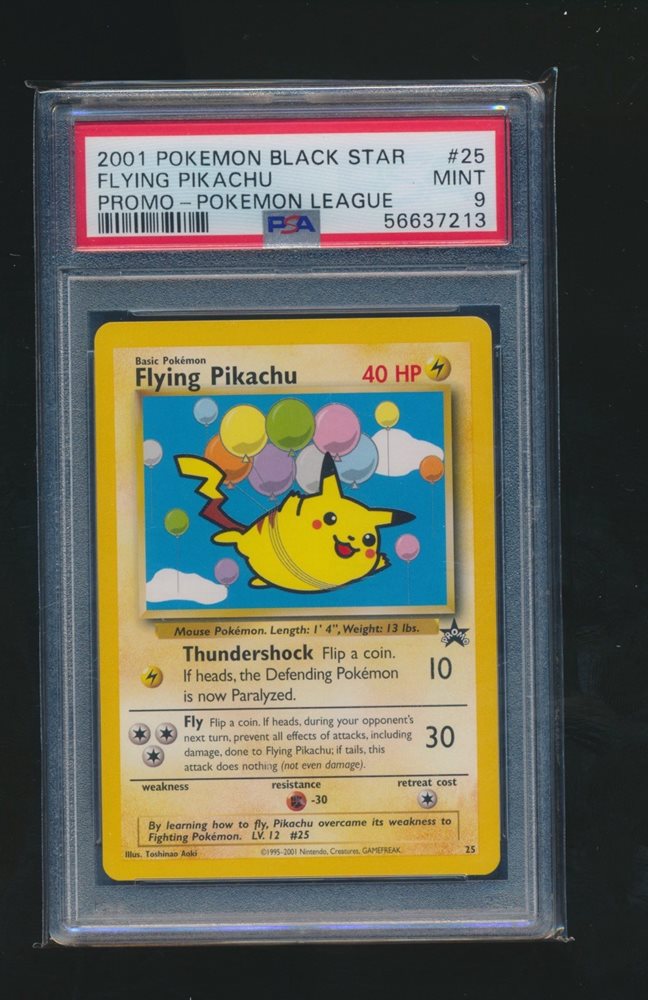 2001 POKEMON BLACK STAR #25
FLYING PIKACHU MINT
PROMO – POKEMON LEAGUE 9
PSA 56637213
Basic Pokémon
Flying Pikachu 40 HP
Mouse Pokémon. Length: 1' 4", Weight: 13 lbs.
PROMO
Thundershock Flip a coin.
If heads, the Defending Pokémon 10
is now Paralyzed.
Fly Flip a coin. If heads, during your opponent's
next turn, prevent all effects of attacks, including 30
damage, done to Flying Pikachu; if tails, this
attack does nothing (not even damage).
weakness resistance retreat cost
-30
By learning how to fly, Pikachu overcame its weakness to
Fighting Pokémon. LV. 12 #25
Illus. Toshinao Aoki ©1995-2001 Nintendo, Creatures, GAMEFREAK. 25